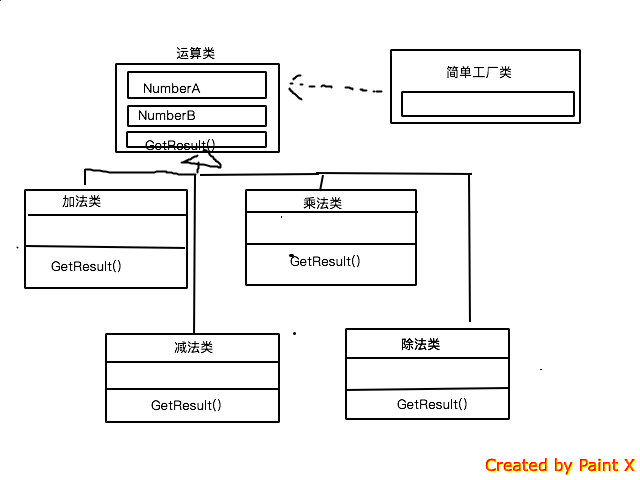 运算类
NumberA
NumberB
GetResult()
简单工厂类
加法类
GetResult()
乘法类
GetResult()
减法类
GetResult()
除法类
GetResult()
Created by Paint X